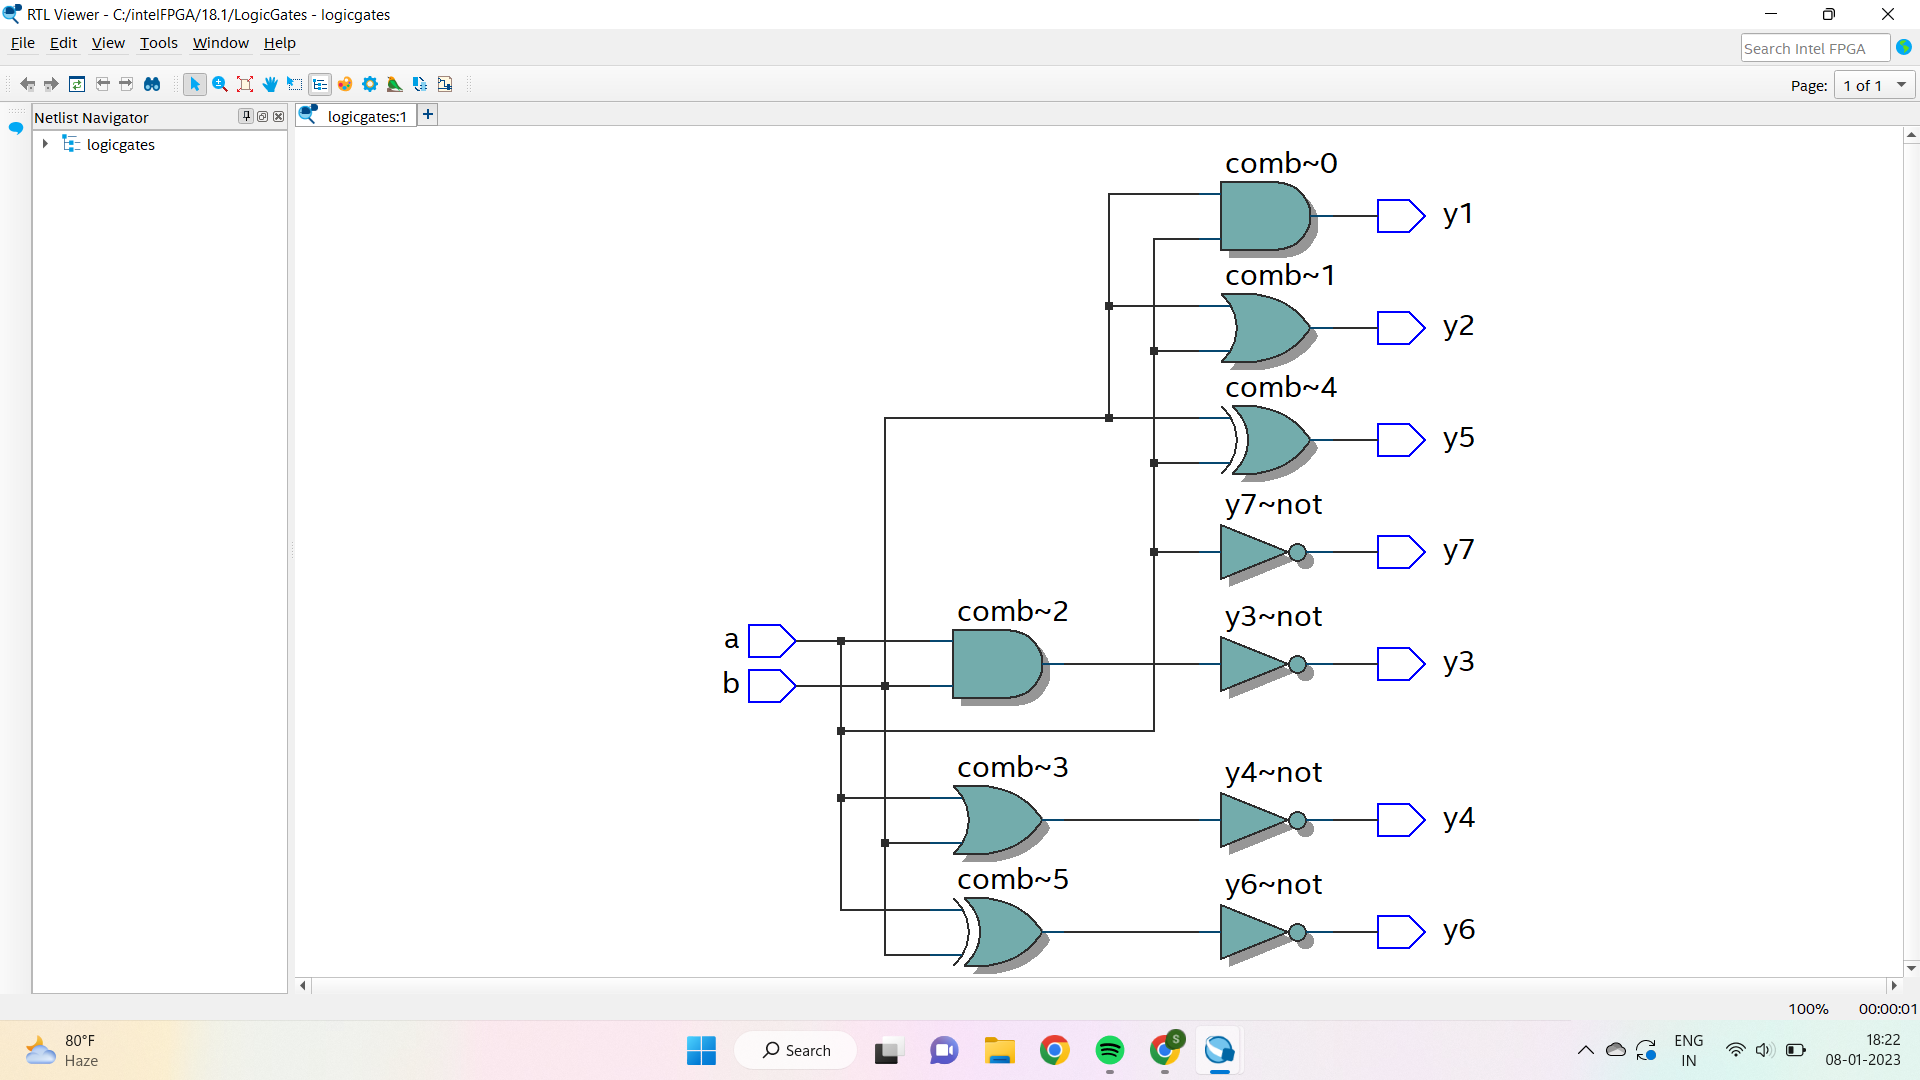 RTL Viewer - C:/intelFPGA/18.1/LogicGates - logicgates
File Edit View Tools Window Help
Search Intel FPGA
Page: 1 of 1
Netlist Navigator
logicgates:1
+
logicgates
comb~0
y1
comb~1
y2
comb~4
y5
y7~not
y7
comb~2
y3~not
a
y3
b
comb~3
y4~not
y4
comb~5
y6~not
y6
100% 00:00:01
80°F
Haze
Search
S
ENG
IN
18:22
08-01-2023